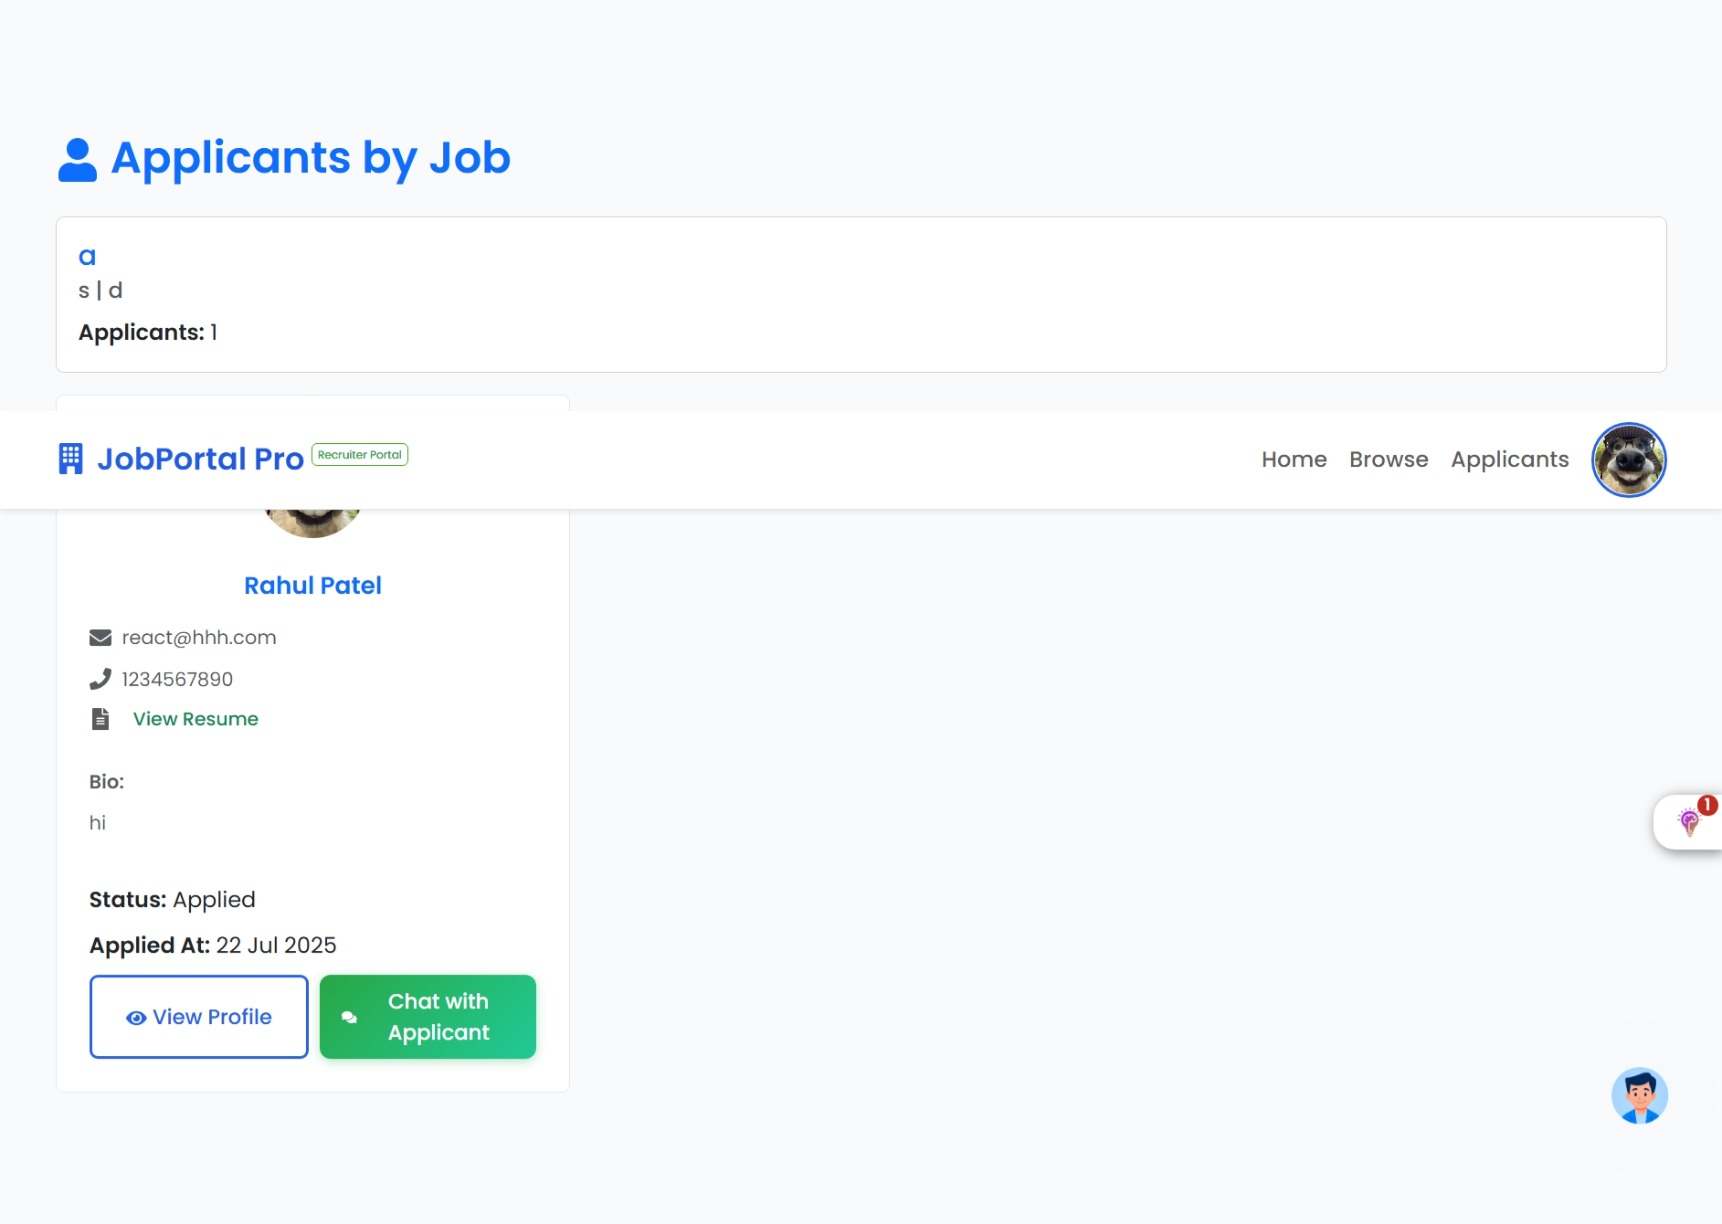 Applicants by Job
a
s | d
Applicants: 1
JobPortal Pro Recruiter Portal Home Browse Applicants
Rahul Patel
react@hhh.com
1234567890
View Resume
Bio:
hi
1
Status: Applied
Applied At: 22 Jul 2025
View Profile
Chat with
Applicant